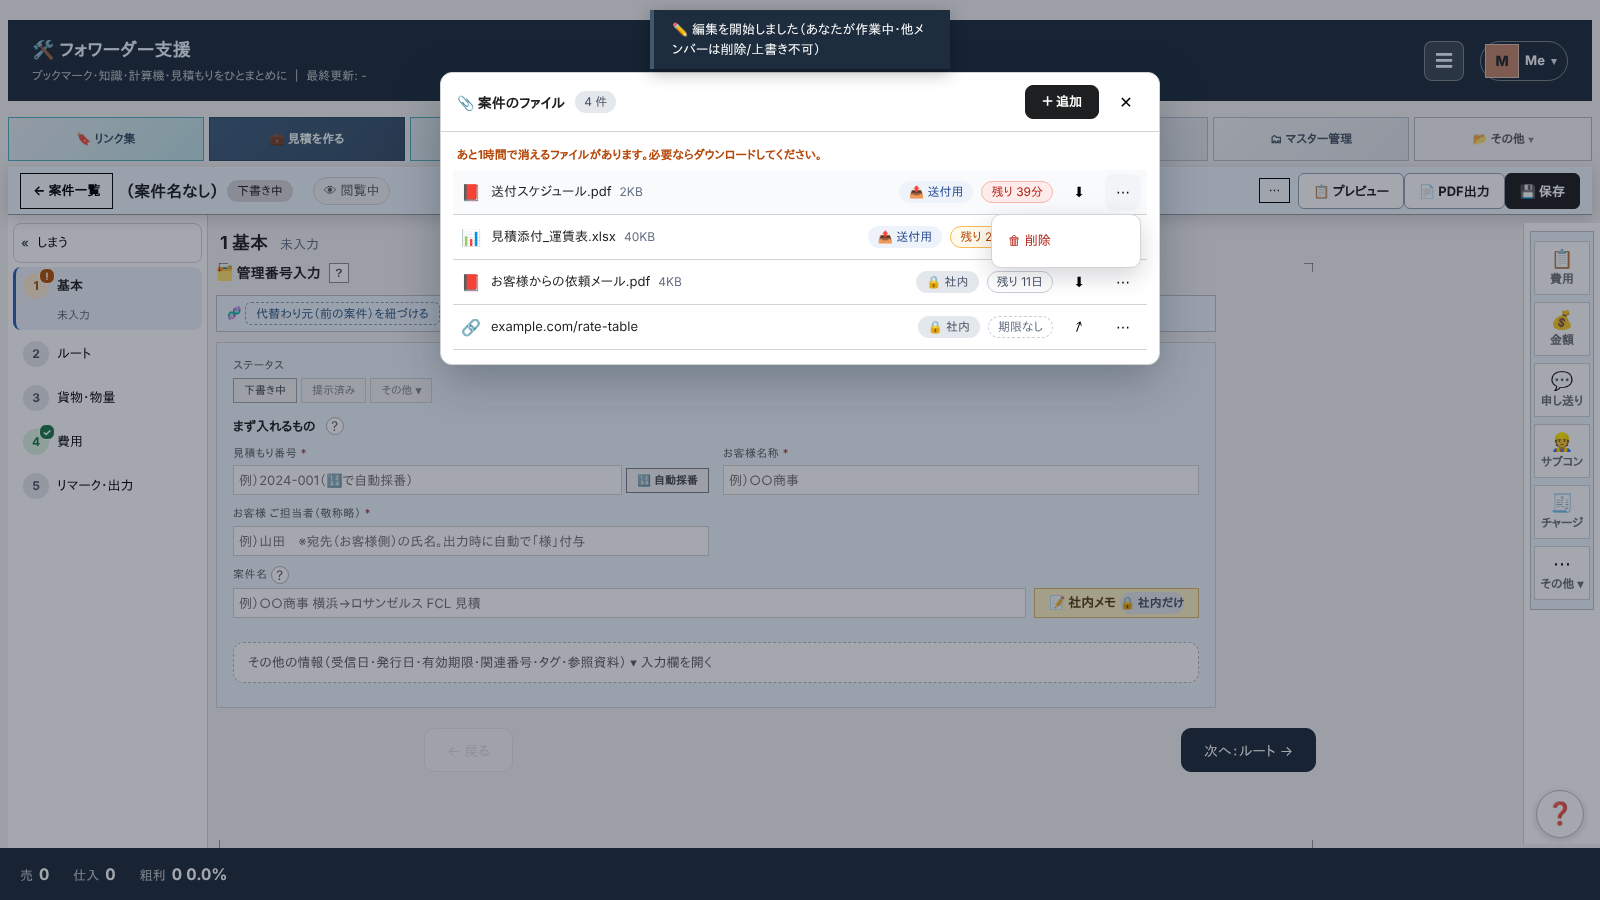 ✏️ 編集を開始しました（あなたが作業中・他メ
ンバーは削除/上書き不可）
🛠️ フォワーダー支援
ブックマーク・知識・計算機・見積もりをひとまとめに ｜ 最終更新: -
☰
M Me ▾
📎 案件のファイル 4 件
＋追加 ✕
🔖 リンク集
💼 見積を作る
🗂 マスター管理
📂 その他 ▾
あと1時間で消えるファイルがあります。必要ならダウンロードしてください。
← 案件一覧
（案件名なし） 下書き中 👁 閲覧中
… 📋 プレビュー 📄 PDF出力 💾 保存
📕 送付スケジュール.pdf 2KB 📤 送付用 残り 39分 ⬇ …
📊 見積添付_運賃表.xlsx 40KB 📤 送付用 残り 2
🗑 削除
📕 お客様からの依頼メール.pdf 4KB 🔒 社内 残り 11日 ⬇ …
🔗 example.com/rate-table 🔒 社内 期限なし ↗ …
« しまう
1 ! 基本
未入力
2 ルート
3 貨物・物量
4 ✓ 費用
5 リマーク・出力
1 基本 未入力
🗂️ 管理番号入力 ?
🧬 代替わり元（前の案件）を紐づける
ステータス
下書き中 提示済み その他 ▾
まず入れるもの ?
見積もり番号 *
例）2024-001（🔢で自動採番）
🔢 自動採番
お客様名称 *
例）〇〇商事
お客様 ご担当者（敬称略） *
例）山田　※宛先（お客様側）の氏名。出力時に自動で「様」付与
案件名 ?
例）〇〇商事 横浜→ロサンゼルス FCL 見積
📝 社内メモ 🔒 社内だけ
その他の情報（受信日・発行日・有効期限・関連番号・タグ・参照資料） ▾ 入力欄を開く
← 戻る
次へ：ルート →
📋
費用
💰
金額
💬
申し送り
👷
サブコン
🧾
チャージ
…
その他 ▾
❓
売 0 仕入 0 粗利 0 0.0%